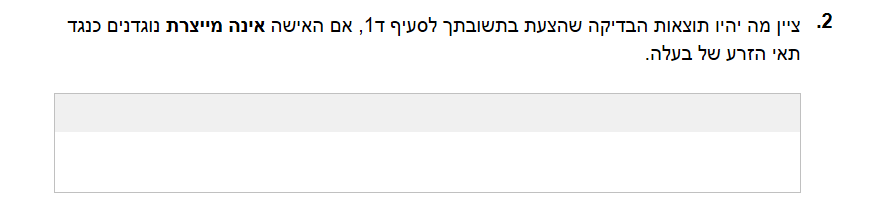 2. ציין מה יהיו תוצאות הבדיקה שהצעת בתשובתך לסעיף ד1, אם האישה אינה מייצרת נוגדנים כנגד
תאי הזרע של בעלה.